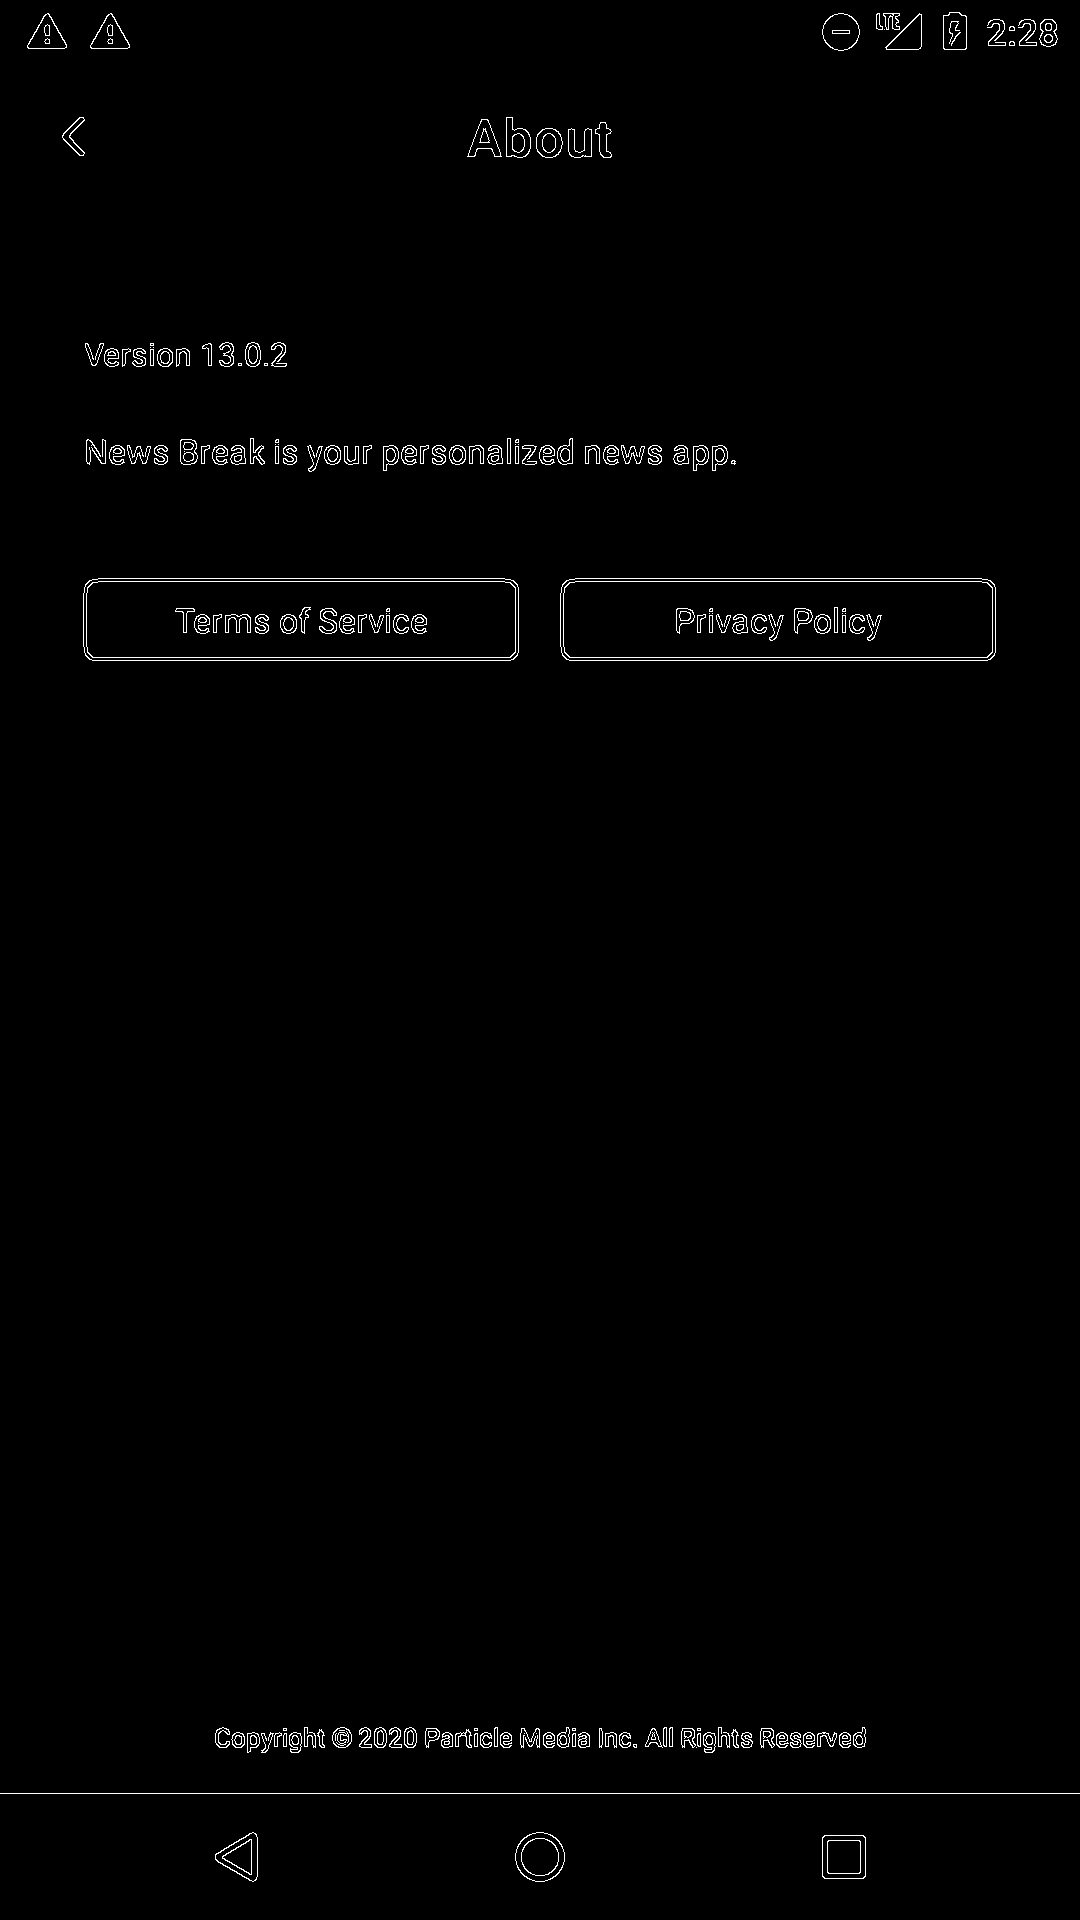 LTE 2:28
About
Version 13.0.2
News Break is your personalized news app.
Terms of Service Privacy Policy
Copyright © 2020 Particle Media Inc. All Rights Reserved